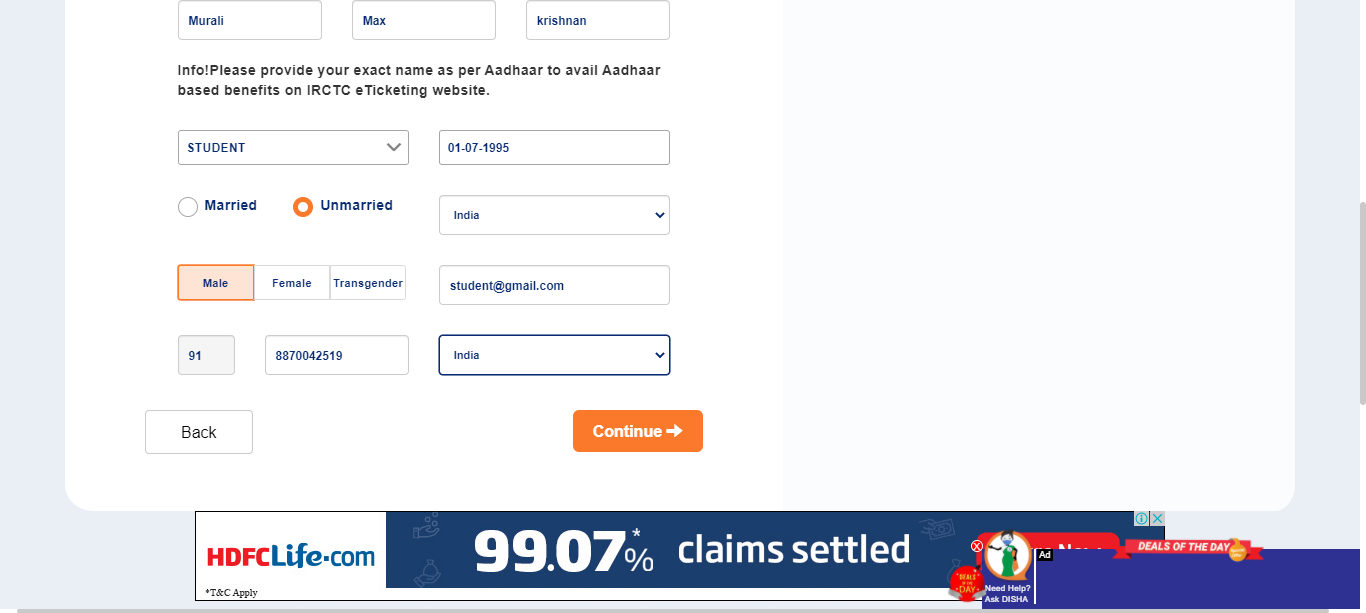 Murali Max krishnan
Info!Please provide your exact name as per Aadhaar to avail Aadhaar
based benefits on IRCTC eTicketing website.
STUDENT 01-07-1995
Married Unmarried India
Male Female Transgender student@gmail.com
91 8870042519 India
Back Continue
HDFCLife.com
*T&C Apply
99.07*% claims settled
DEALS OF THE DAY
Ad
DEALS OF THE DAY
Need Help?
Ask DISHA